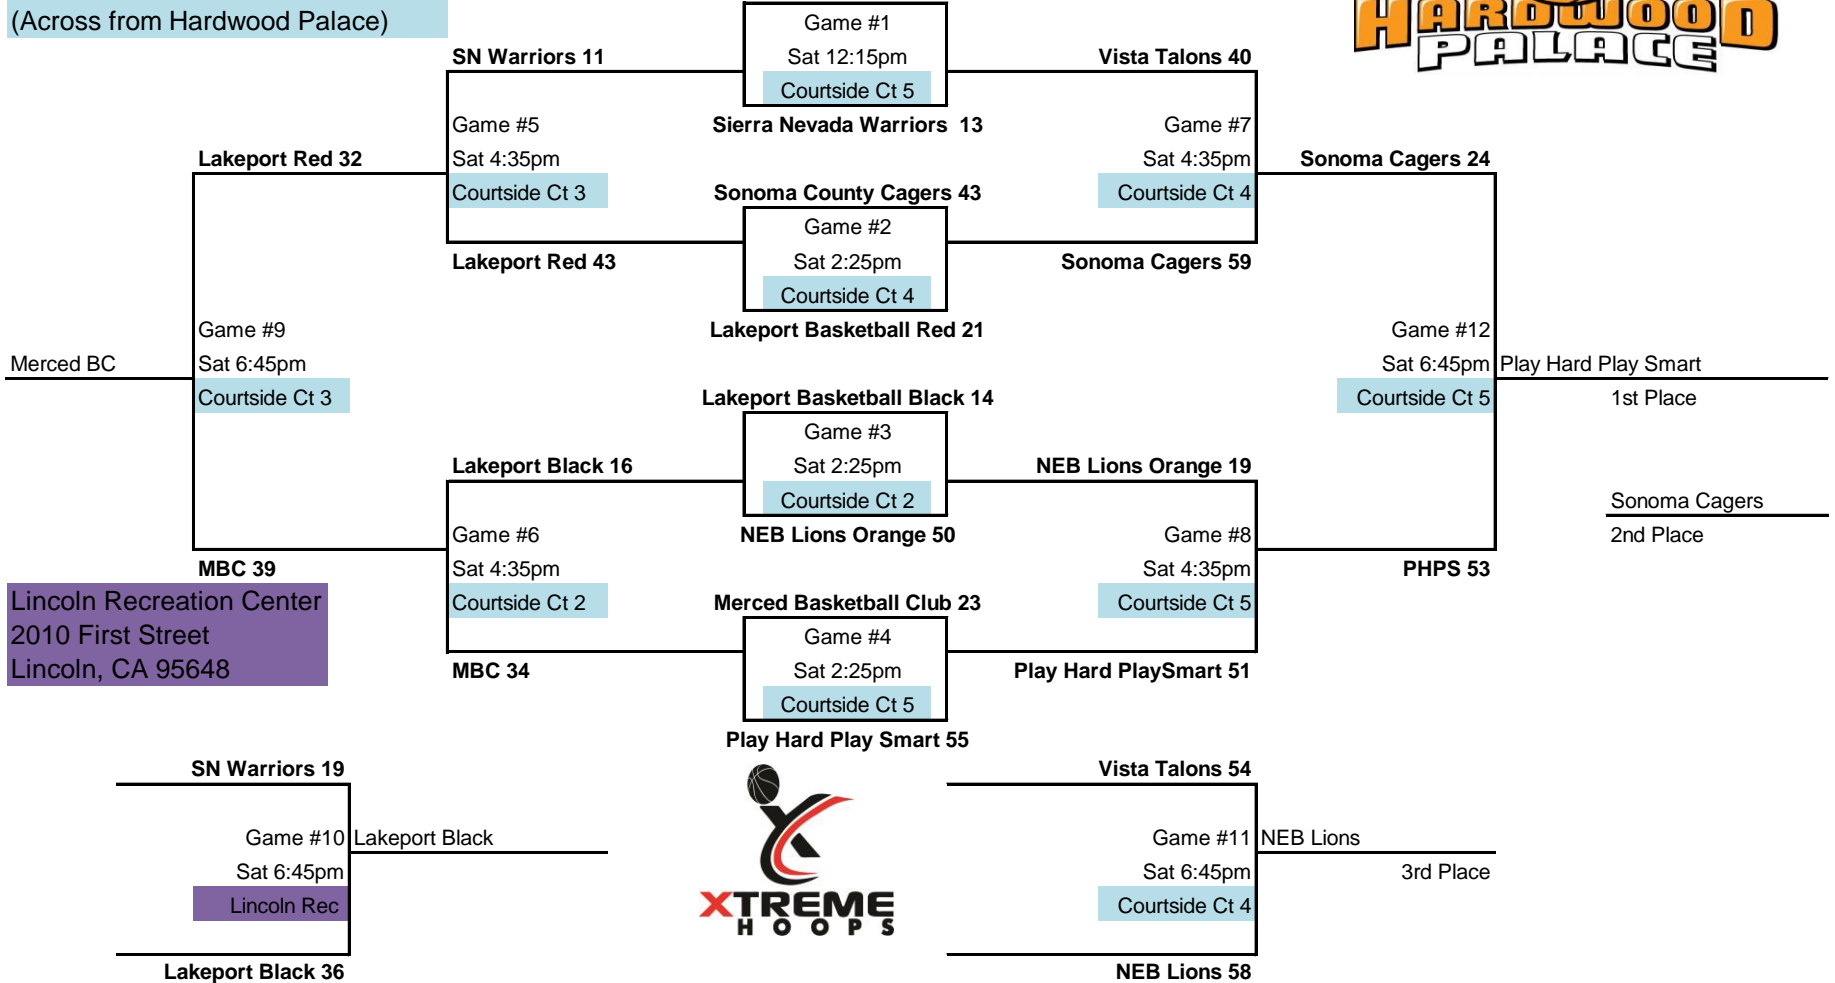 (Across from Hardwood Palace)
HARDWOOD
PALACE
Game #1
SN Warriors 11
Sat 12:15pm
Vista Talons 40
Courtside Ct 5
Game #5
Sierra Nevada Warriors 13
Game #7
Lakeport Red 32
Sat 4:35pm
Sat 4:35pm
Sonoma Cagers 24
Courtside Ct 3
Sonoma County Cagers 43
Courtside Ct 4
Game #2
Lakeport Red 43
Sat 2:25pm
Sonoma Cagers 59
Courtside Ct 4
Game #9
Lakeport Basketball Red 21
Game #12
Merced BC
Sat 6:45pm
Sat 6:45pm
Play Hard Play Smart
Courtside Ct 3
Lakeport Basketball Black 14
Courtside Ct 5
1st Place
Game #3
Lakeport Black 16
Sat 2:25pm
NEB Lions Orange 19
Courtside Ct 2
Sonoma Cagers
Game #6
NEB Lions Orange 50
Game #8
2nd Place
MBC 39
Sat 4:35pm
Sat 4:35pm
PHPS 53
Lincoln Recreation Center
Courtside Ct 2
Merced Basketball Club 23
Courtside Ct 5
2010 First Street
Game #4
Lincoln, CA 95648
MBC 34
Sat 2:25pm
Play Hard PlaySmart 51
Courtside Ct 5
Play Hard Play Smart 55
SN Warriors 19
Vista Talons 54
Game #10
Lakeport Black
Game #11
NEB Lions
Sat 6:45pm
Sat 6:45pm
3rd Place
Lincoln Rec
XTREME
HOOPS
Courtside Ct 4
Lakeport Black 36
NEB Lions 58